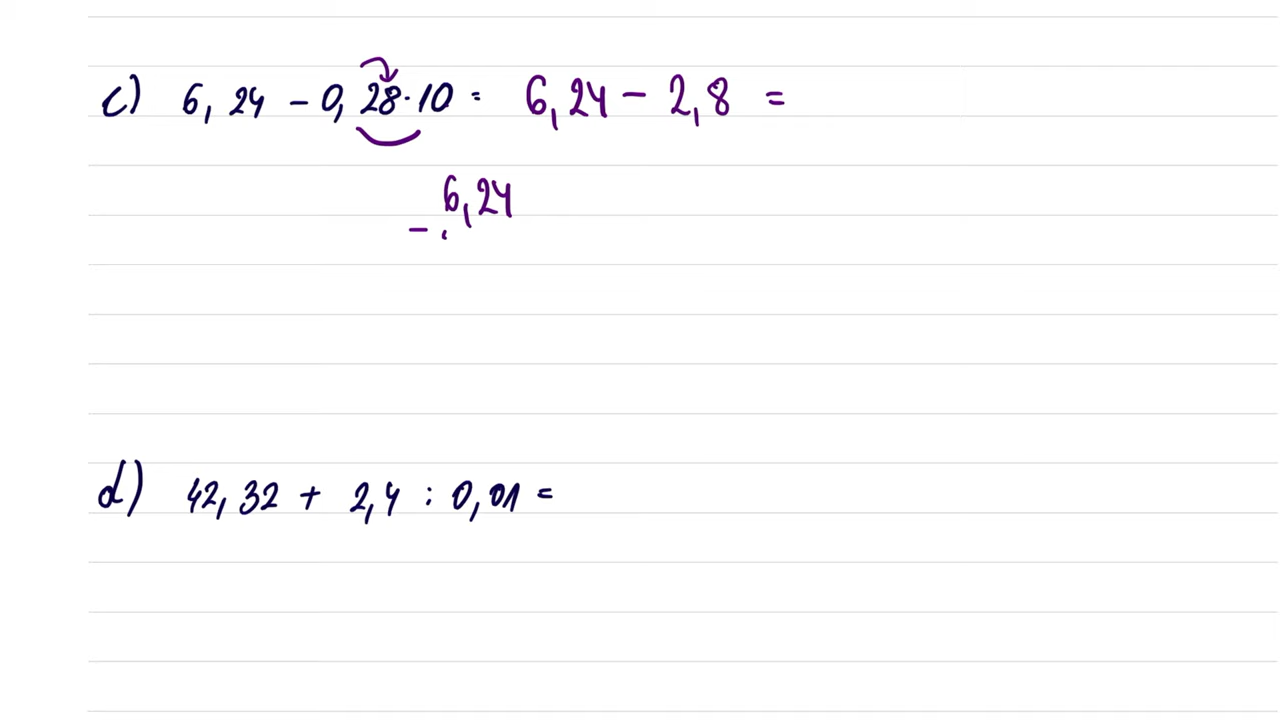 c) 6,24 - 0,28·10 = 6,24 - 2,8 =
6,24
-
d) 42,32 + 2,4 : 0,01 =